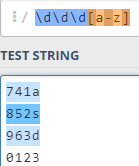 / \d\d\d[a-z]
TEST STRING
741a
852s
963d
0123